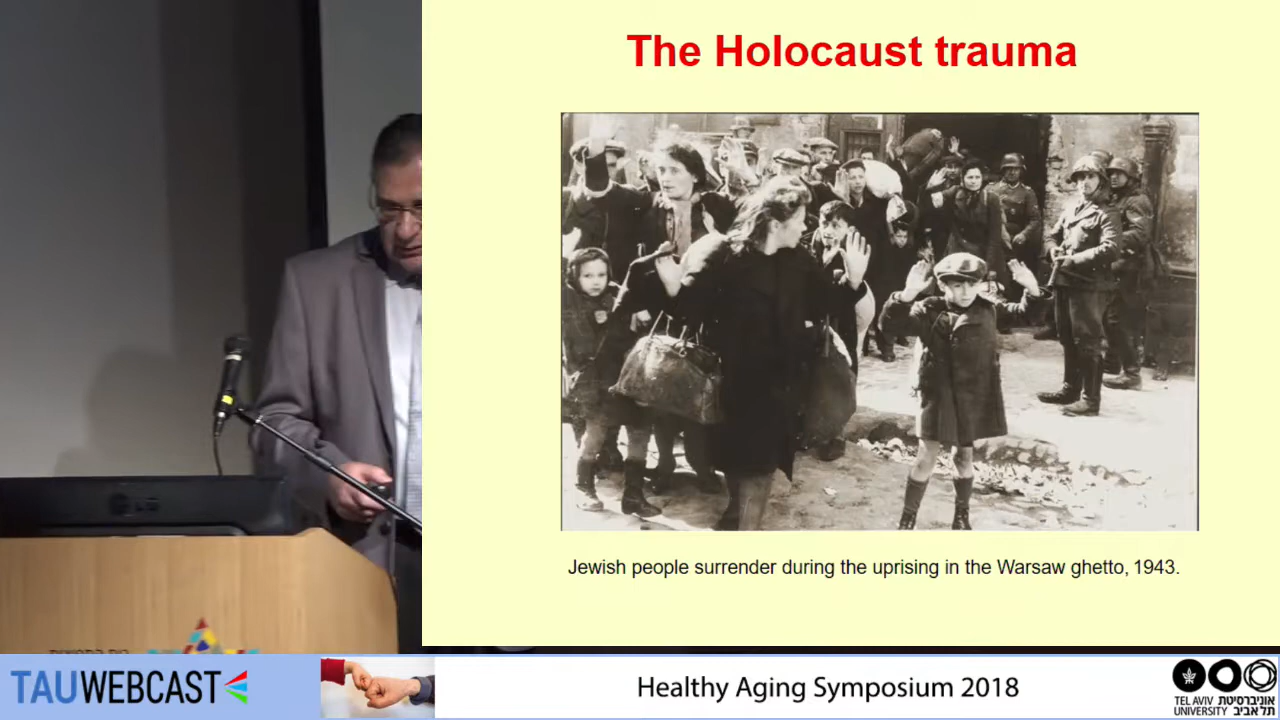 The Holocaust trauma
Jewish people surrender during the uprising in the Warsaw ghetto, 1943.
TAUWEBCAST
Healthy Aging Symposium 2018
TEL AVIV אוניברסיטת
UNIVERSITY תל אביב